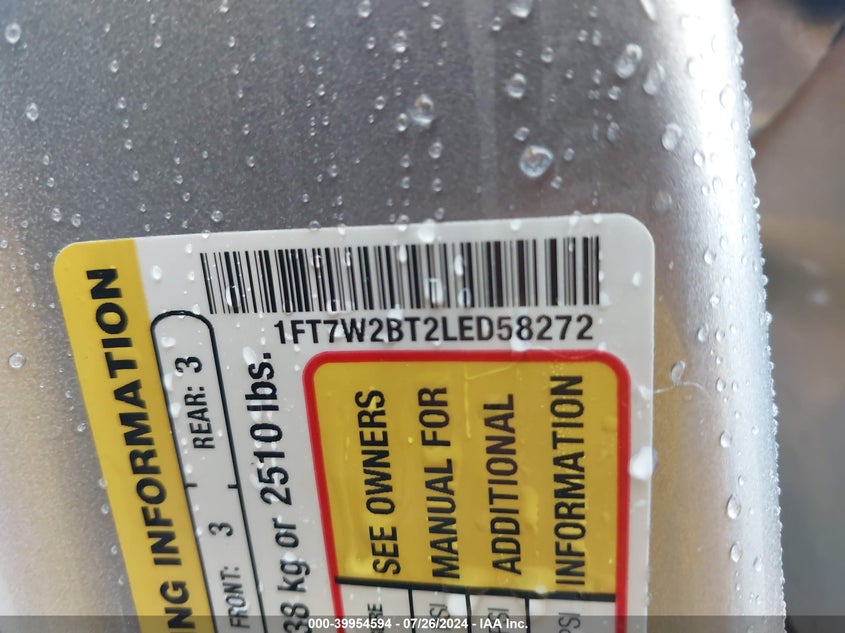 1FT7W2BT2LED58272
NG INFORMATION
FRONT: 3 REAR: 3
38 kg or 2510 lbs.
SEE OWNERS
MANUAL FOR
ADDITIONAL
INFORMATION
PSI
000-39954594 - 07/26/2024 - IAA Inc.